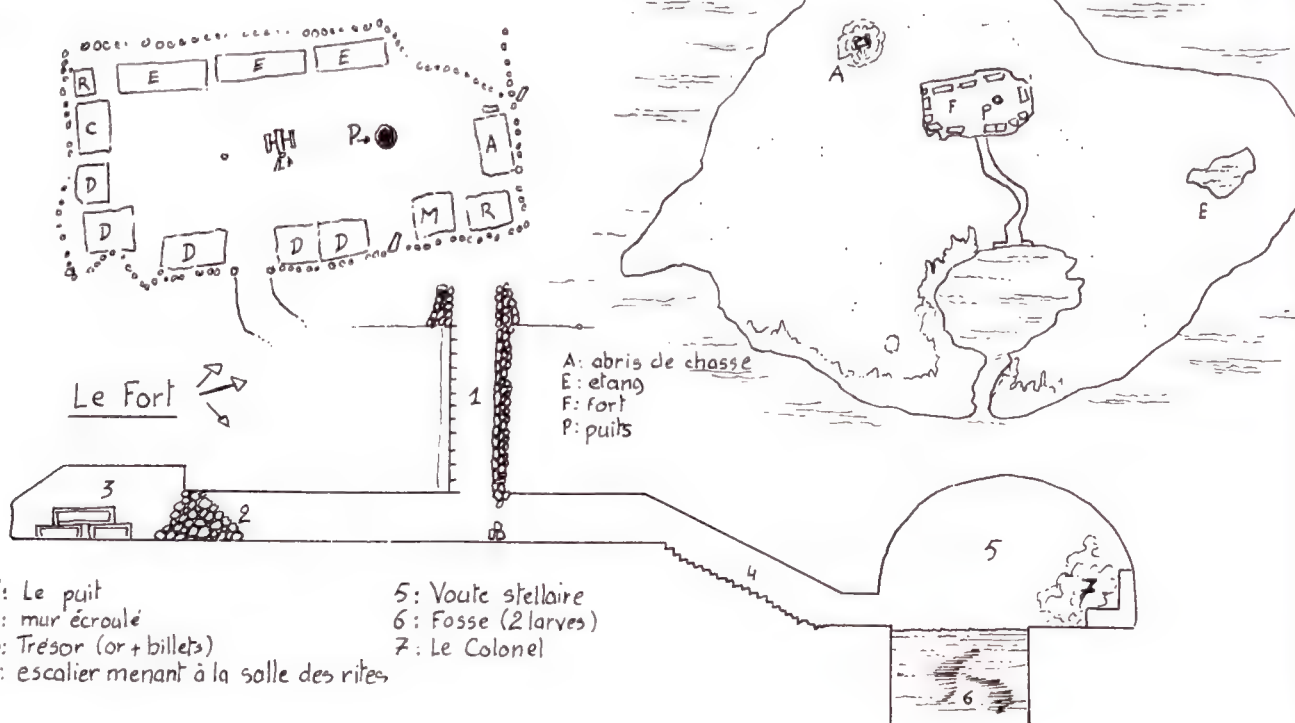 E E E
R
C
P→
A
D
D
D
D D
M R
A
F
P
E
Le Fort
1
A: abris de chasse
E: etang
F: fort
P: puits
3
2
4
5
7
6
: Le puit
: mur écroulé
: Trésor (or + billets)
: escalier menant à la salle des rites
5: Voute stellaire
6: Fosse (2 larves)
7: Le Colonel